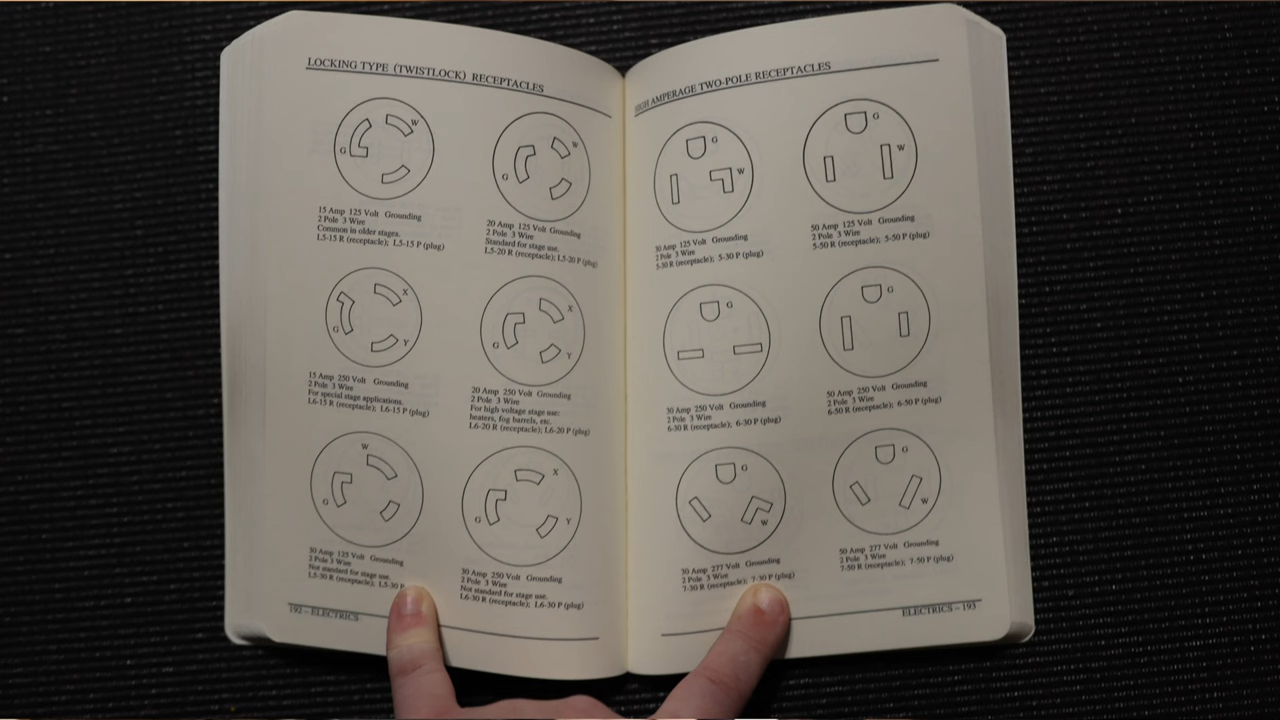 LOCKING TYPE (TWISTLOCK) RECEPTACLES
G
W
15 Amp 125 Volt Grounding
2 Pole 3 Wire
Common in older stages.
L5-15 R (receptacle); L5-15 P (plug)
G
W
20 Amp 125 Volt Grounding
2 Pole 3 Wire
Standard for stage use.
L5-20 R (receptacle); L5-20 P (plug)
G
X
Y
15 Amp 250 Volt Grounding
2 Pole 3 Wire
For special stage applications.
L6-15 R (receptacle); L6-15 P (plug)
G
X
Y
20 Amp 250 Volt Grounding
2 Pole 3 Wire
For high voltage stage use:
heaters, fog barrels, etc.
L6-20 R (receptacle); L6-20 P (plug)
W
G
30 Amp 125 Volt Grounding
2 Pole 3 Wire
Not standard for stage use.
L5-30 R (receptacle); L5-30 P
G
X
Y
30 Amp 250 Volt Grounding
2 Pole 3 Wire
Not standard for stage use.
L6-30 R (receptacle); L6-30 P (plug)
192 – ELECTRICS
HIGH AMPERAGE TWO-POLE RECEPTACLES
G
W
30 Amp 125 Volt Grounding
2 Pole 3 Wire
5-50 R (receptacle); 5-30 P (plug)
G
W
50 Amp 125 Volt Grounding
2 Pole 3 Wire
5-50 R (receptacle); 5-50 P (plug)
G
30 Amp 250 Volt Grounding
2 Pole 3 Wire
6-30 R (receptacle); 6-30 P (plug)
G
50 Amp 250 Volt Grounding
2 Pole 3 Wire
6-50 R (receptacle); 6-50 P (plug)
G
W
30 Amp 277 Volt Grounding
2 Pole 3 Wire
7-30 R (receptacle); 7-30 P (plug)
G
W
50 Amp 277 Volt Grounding
2 Pole 3 Wire
7-50 R (receptacle); 7-50 P (plug)
ELECTRICS – 193